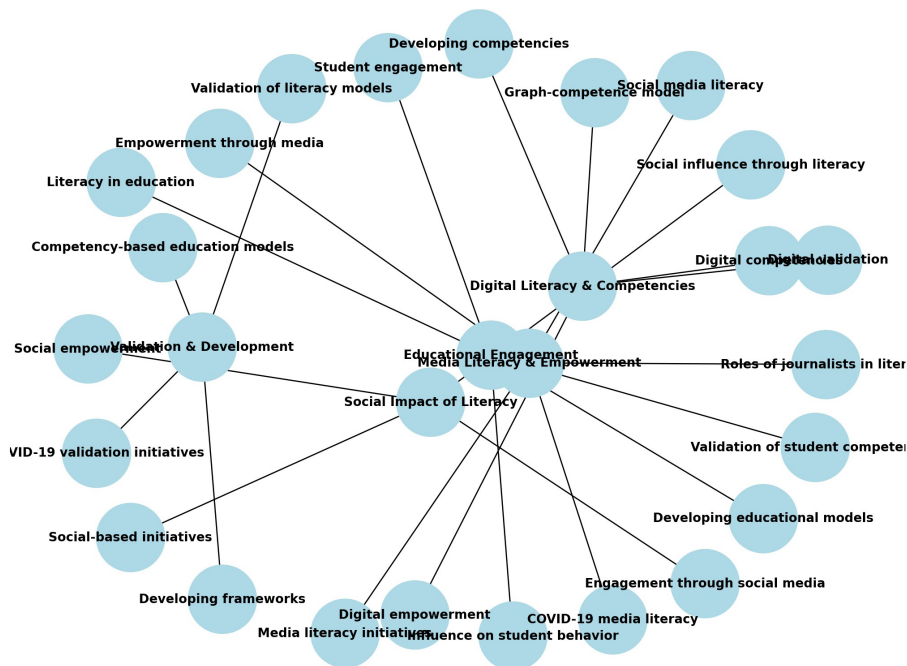 Developing competencies
Student engagement
Validation of literacy models
Graph-competence model
Social media literacy
Empowerment through media
Social influence through literacy
Literacy in education
Competency-based education models
Digital competencies
Digital validation
Digital Literacy & Competencies
Social empowerment
Validation & Development
Educational Engagement
Media Literacy & Empowerment
Roles of journalists in liter
Social Impact of Literacy
VID-19 validation initiatives
Validation of student competen
Social-based initiatives
Developing educational models
Engagement through social media
Developing frameworks
Digital empowerment
COVID-19 media literacy
Media literacy initiatives
Influence on student behavior